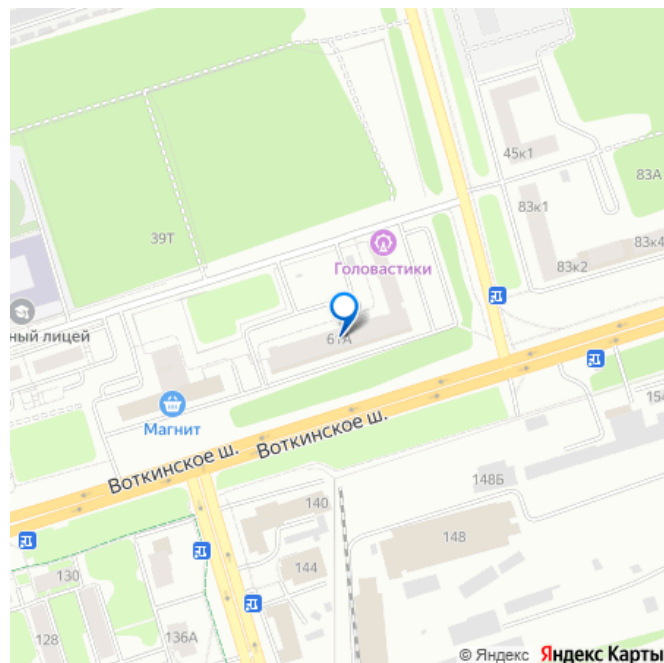 45к1
83А
83к1
39Т
83к4
Головастики
83к2
ный лицей
61А
Магнит
Воткинское ш.
Воткинское ш.
148Б
140
148
144
130
128
136А
© Яндекс Яндекс Карты